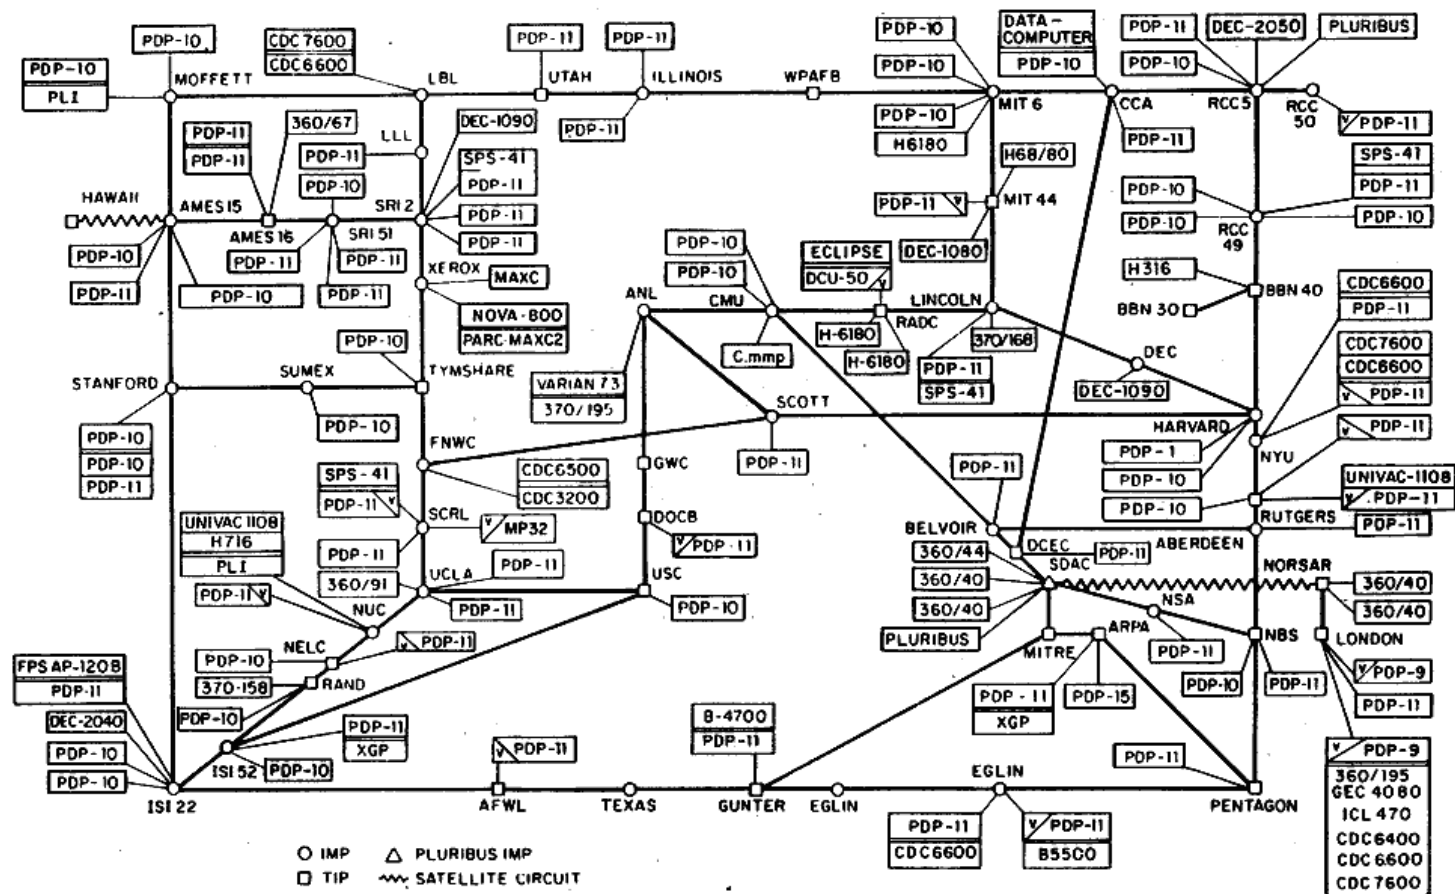 PDP-10
CDC 7600
CDC 6600
PDP-11
PDP-11
PDP-10
DATA-
COMPUTER
PDP-10
PDP-11
DEC-2050
PLURIBUS
PDP-10
PLI
MOFFETT
LBL
UTAH
ILLINOIS
WPAFB
PDP-10
MIT 6
CCA
PDP-10
RCC 5
RCC
50
PDP-11
PDP-10
H6180
PDP-11
V PDP-11
PDP-11
PDP-11
360/67
LLL
PDP-11
DEC-1090
SPS-41
PDP-11
H68/80
SPS-41
PDP-11
HAWAII
AMES 15
AMES 16
PDP-10
SRI 51
SRI 2
PDP-11
PDP-11
PDP-11 V
MIT 44
DEC-1080
PDP-10
PDP-10
RCC
49
PDP-10
PDP-10
PDP-11
PDP-10
PDP-11
PDP-11
PDP-11
XEROX
MAXC
NOVA-800
PARC-MAXC2
PDP-10
PDP-10
ECLIPSE
DCU-50 V
H316
BBN 40
BBN 30
CDC6600
PDP-11
ANL
CMU
C.mmp
RADC
H-6180
H-6180
LINCOLN
370/168
PDP-11
SPS-41
DEC
DEC-1090
CDC7600
CDC6600
V PDP-11
V PDP-11
PDP-10
TYMSHARE
STANFORD
SUMEX
PDP-10
VARIAN 73
370/195
SCOTT
PDP-11
HARVARD
PDP-1
PDP-10
NYU
PDP-10
PDP-10
PDP-11
FNWC
CDC6500
CDC3200
GWC
PDP-11
PDP-10
UNIVAC-1108
V PDP-11
RUTGERS
PDP-11
SPS-41
PDP-11 V
SCRL
V MP32
PDP-11
DOCB
V PDP-11
BELVOIR
DCEC
PDP-11
ABERDEEN
UNIVAC 1108
H716
PLI
PDP-11 V
360/91
UCLA
PDP-11
PDP-11
USC
PDP-10
360/44
360/40
360/40
PLURIBUS
SDAC
NORSAR
360/40
360/40
NUC
NELC
V PDP-11
PDP-10
370-158
RAND
PDP-10
MITRE
ARPA
NSA
PDP-11
NBS
PDP-10
PDP-11
LONDON
V PDP-9
PDP-11
FPS AP-120B
PDP-11
DEC-2040
PDP-10
PDP-10
ISI 22
ISI 52
PDP-11
XGP
PDP-10
PDP-11
XGP
PDP-15
V PDP-11
AFWL
TEXAS
B-4700
PDP-11
GUNTER
EGLIN
EGLIN
PDP-11
PENTAGON
PDP-11
CDC6600
V PDP-11
B5500
V PDP-9
360/195
GEC 4080
ICL 470
CDC6400
CDC6600
CDC7600
IMP
PLURIBUS IMP
TIP
SATELLITE CIRCUIT